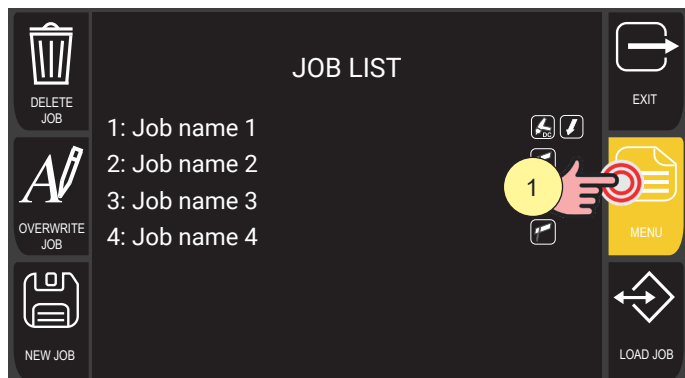 JOB LIST
DELETE
JOB
EXIT
1: Job name 1
DC
2: Job name 2
3: Job name 3
1
4: Job name 4
OVERWRITE
JOB
MENU
NEW JOB
LOAD JOB